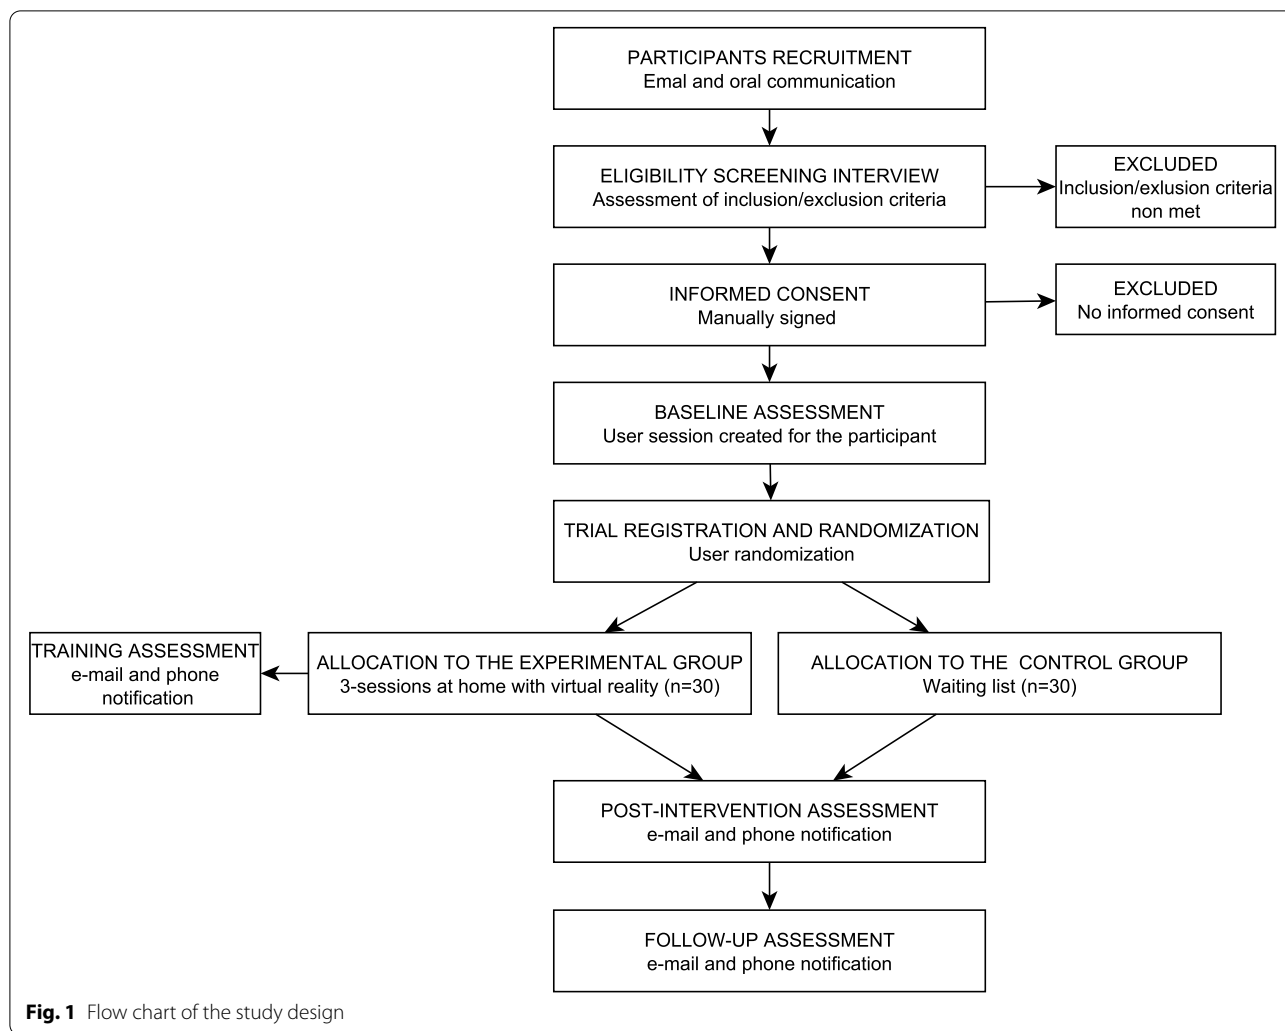 PARTICIPANTS RECRUITMENT
Emal and oral communication
ELIGIBILITY SCREENING INTERVIEW
Assessment of inclusion/exclusion criteria
EXCLUDED
Inclusion/exlusion criteria
non met
INFORMED CONSENT
Manually signed
EXCLUDED
No informed consent
BASELINE ASSESSMENT
User session created for the participant
TRIAL REGISTRATION AND RANDOMIZATION
User randomization
TRAINING ASSESSMENT
e-mail and phone
notification
ALLOCATION TO THE EXPERIMENTAL GROUP
3-sessions at home with virtual reality (n=30)
ALLOCATION TO THE  CONTROL GROUP
Waiting list (n=30)
POST-INTERVENTION ASSESSMENT
e-mail and phone notification
FOLLOW-UP ASSESSMENT
e-mail and phone notification
Fig. 1 Flow chart of the study design